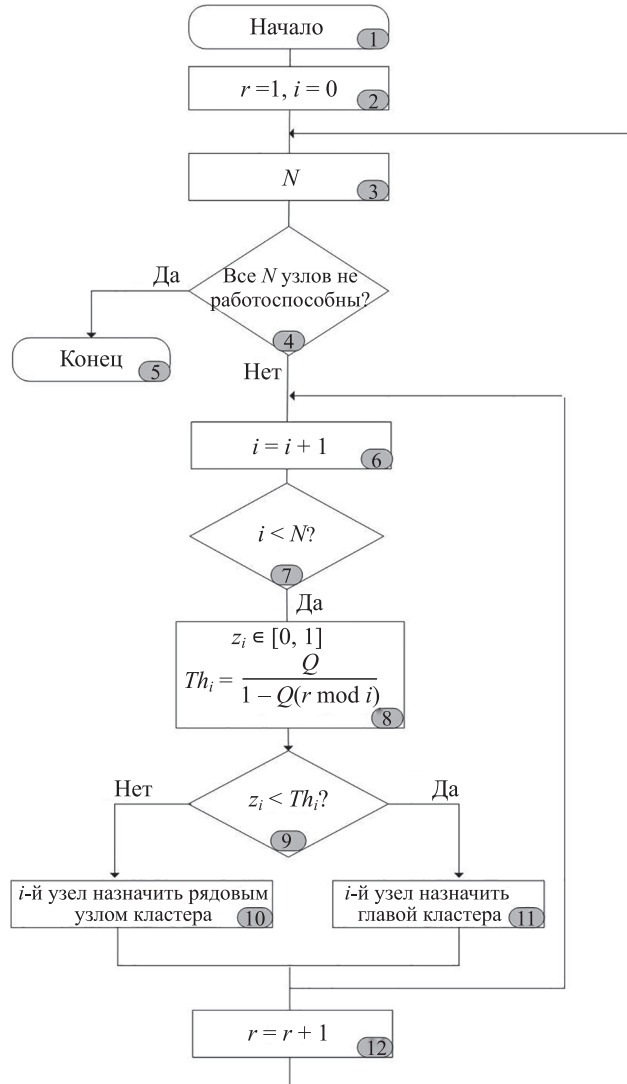 Начало
1
r =1, i = 0
2
N
3
Все N узлов не
работоспособны?
4
Да
Конец
5
Нет
i = i + 1
6
i < N?
7
Да
z_i ∈ [0, 1]
Th_i = Q / (1 – Q(r mod i))
8
z_i < Th_i?
9
Нет
Да
i-й узел назначить рядовым
узлом кластера
10
i-й узел назначить
главой кластера
11
r = r + 1
12